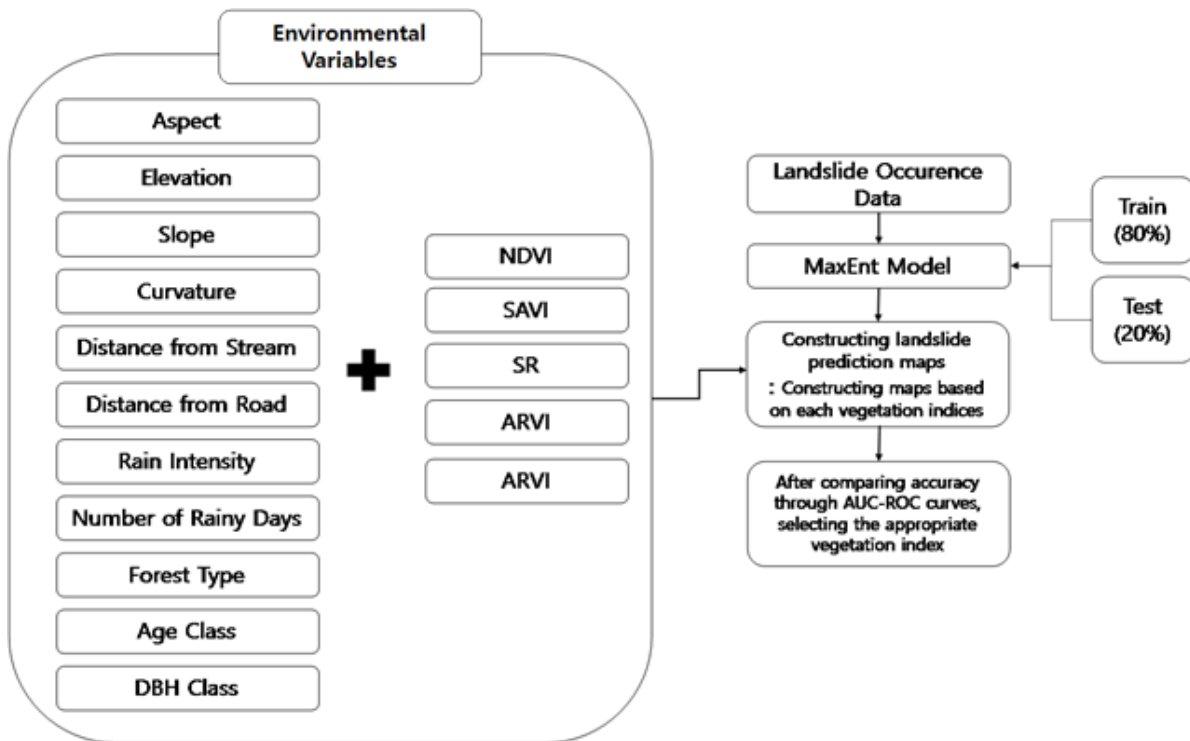 Environmental
Variables
Aspect
Elevation
Slope
Curvature
Distance from Stream
Distance from Road
Rain Intensity
Number of Rainy Days
Forest Type
Age Class
DBH Class
NDVI
SAVI
SR
ARVI
ARVI
Landslide Occurence
Data
MaxEnt Model
Constructing landslide
prediction maps
: Constructing maps based
on each vegetation indices
After comparing accuracy
through AUC-ROC curves,
selecting the appropriate
vegetation index
Train
(80%)
Test
(20%)